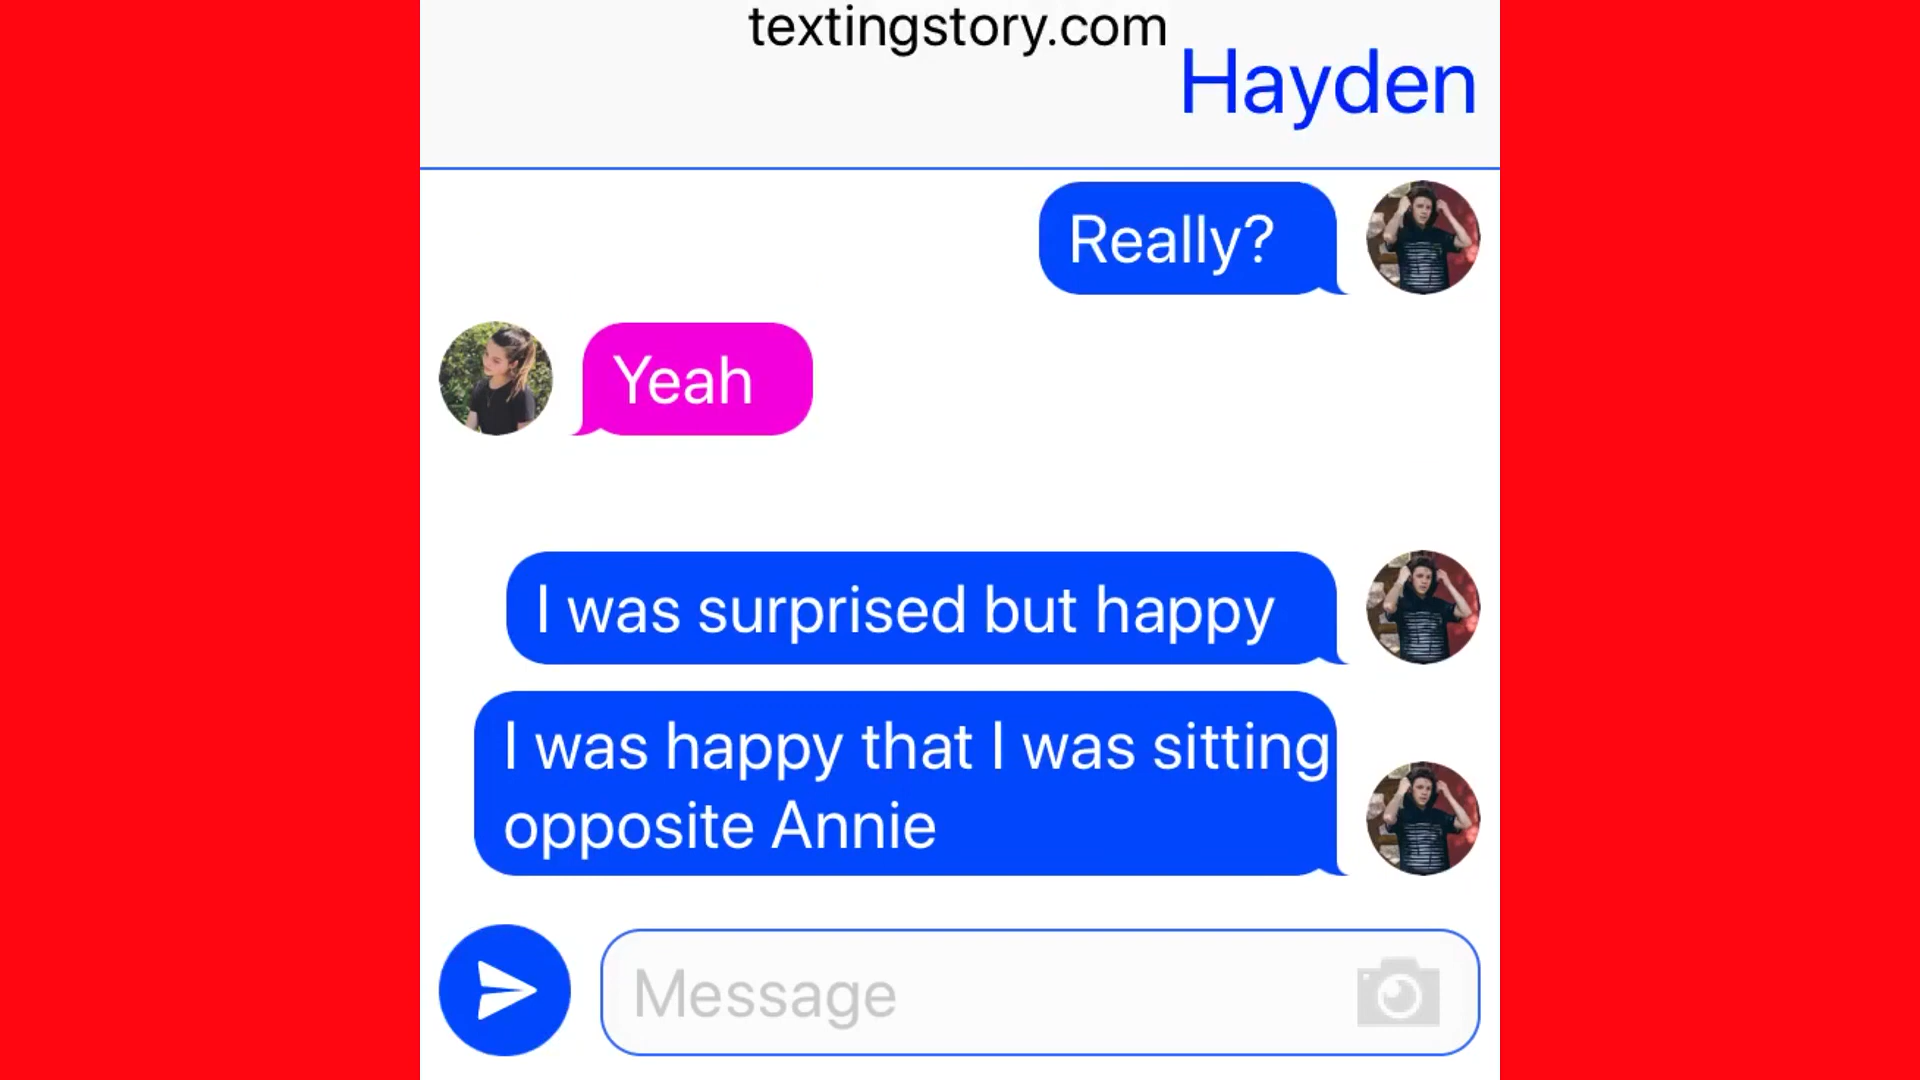 textingstory.com
Hayden
Really?
Yeah
I was surprised but happy
I was happy that I was sitting
opposite Annie
Message